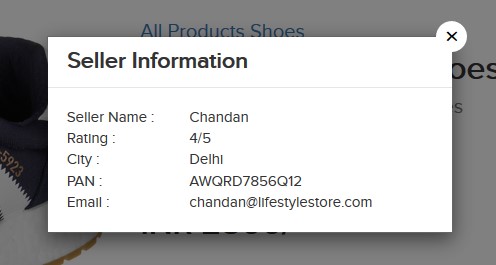 All Products Shoes
Seller Information
Seller Name : Chandan
Rating : 4/5
City : Delhi
PAN : AWQRD7856Q12
Email : chandan@lifestylestore.com